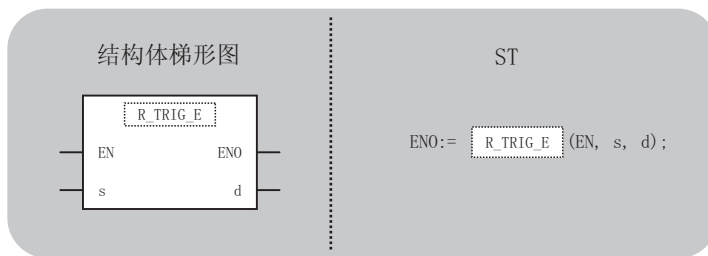 结构体梯形图
R_TRIG_E
EN ENO
s d
ST
ENO:= R_TRIG_E (EN, s, d);